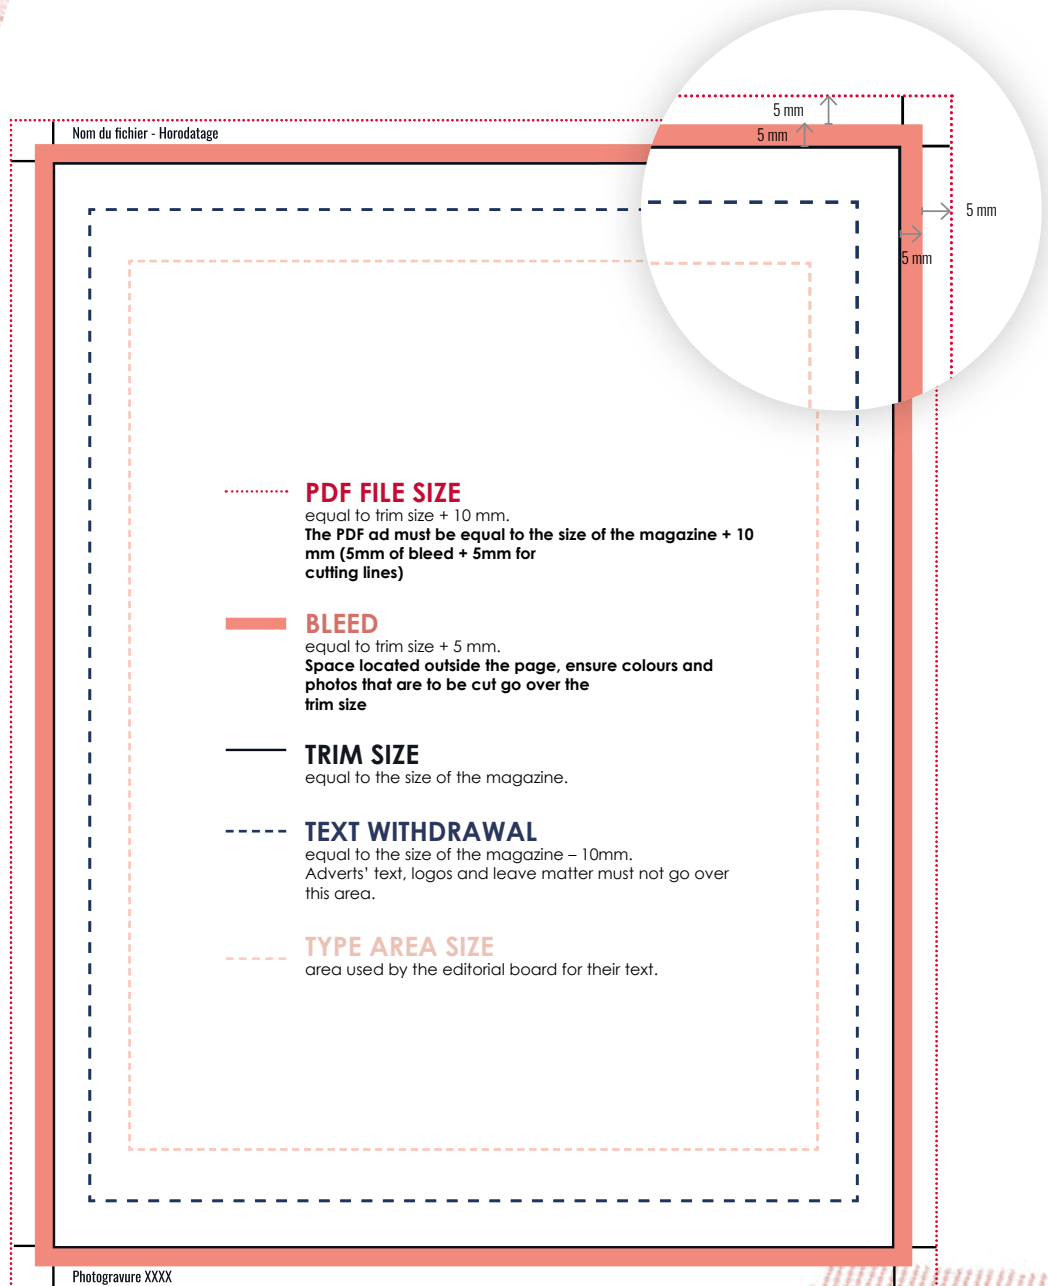 5 mm
Nom du fichier - Horodatage
5 mm
5 mm
5 mm
PDF FILE SIZE
equal to trim size + 10 mm.
The PDF ad must be equal to the size of the magazine + 10
mm (5mm of bleed + 5mm for
cutting lines)
BLEED
equal to trim size + 5 mm.
Space located outside the page, ensure colours and
photos that are to be cut go over the
trim size
TRIM SIZE
equal to the size of the magazine.
TEXT WITHDRAWAL
equal to the size of the magazine – 10mm.
Adverts’ text, logos and leave matter must not go over
this area.
TYPE AREA SIZE
area used by the editorial board for their text.
Photogravure XXXX